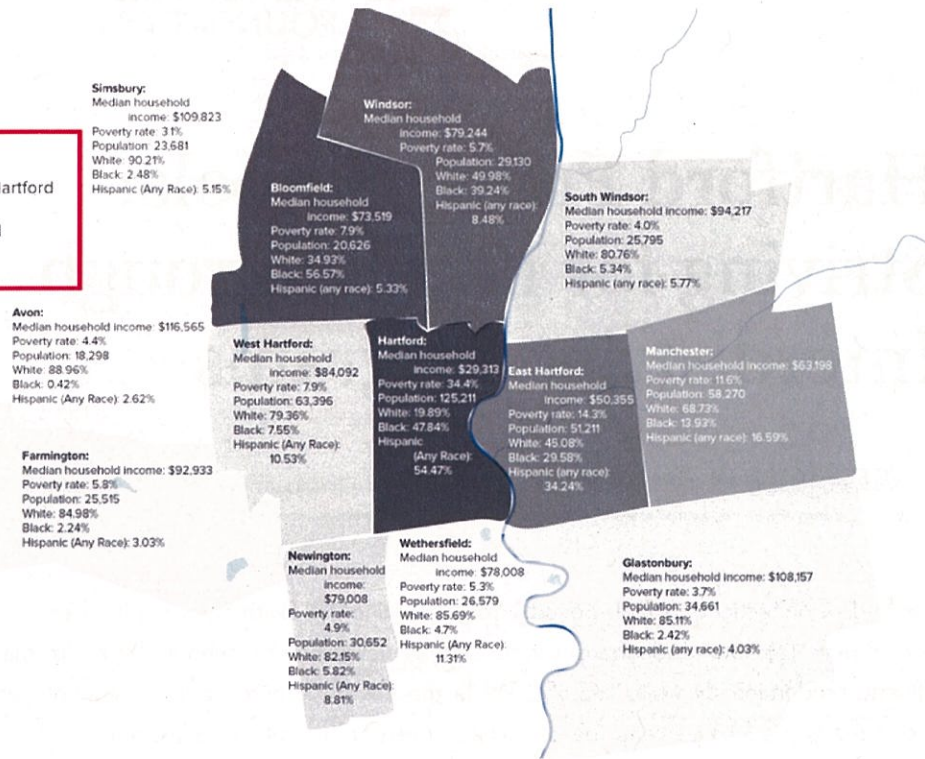 Simsbury:
Median household
income: $109,823
Poverty rate: 3.1%
Population: 23,681
White: 90.21%
Black: 2.48%
Hispanic (Any Race): 5.15%
Windsor:
Median household
income: $79,244
Poverty rate: 5.7%
Population: 29,130
White: 49.98%
Black: 39.24%
Hispanic (any race):
8.48%
Bloomfield:
Median household
income: $73,519
Poverty rate: 7.9%
Population: 20,626
White: 34.93%
Black: 56.57%
Hispanic (any race): 5.33%
South Windsor:
Median household income: $94,217
Poverty rate: 4.0%
Population: 25,795
White: 80.76%
Black: 5.34%
Hispanic (any race): 5.77%
Avon:
Median household income: $116,565
Poverty rate: 4.4%
Population: 18,298
White: 88.96%
Black: 0.42%
Hispanic (Any Race): 2.62%
West Hartford:
Median household
income: $84,092
Poverty rate: 7.9%
Population: 63,396
White: 79.36%
Black: 7.55%
Hispanic (Any Race):
10.53%
Hartford:
Median household
income: $29,313
Poverty rate: 34.4%
Population: 125,211
White: 19.89%
Black: 47.84%
Hispanic
(Any Race):
54.47%
East Hartford:
Median household
Income: $50,355
Poverty rate: 14.3%
Population: 51,211
White: 45.08%
Black: 29.58%
Hispanic (any race):
34.24%
Manchester:
Median household income: $63,198
Poverty rate: 11.6%
Population: 58,270
White: 68.73%
Black: 13.93%
Hispanic (any race): 16.59%
Farmington:
Median household income: $92,933
Poverty rate: 5.8%
Population: 25,515
White: 84.98%
Black: 2.24%
Hispanic (Any Race): 3.03%
Newington:
Median household
income:
$79,008
Poverty rate:
4.9%
Population: 30,652
White: 82.15%
Black: 5.82%
Hispanic (Any Race):
8.81%
Wethersfield:
Median household
income: $78,008
Poverty rate: 5.3%
Population: 26,579
White: 85.69%
Black: 4.7%
Hispanic (Any Race):
11.31%
Glastonbury:
Median household income: $108,157
Poverty rate: 3.7%
Population: 34,661
White: 85.11%
Black: 2.42%
Hispanic (any race): 4.03%